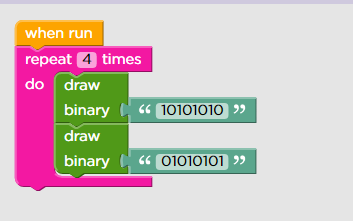 when run
repeat 4 times
do draw
binary “ 10101010 ”
draw
binary “ 01010101 ”